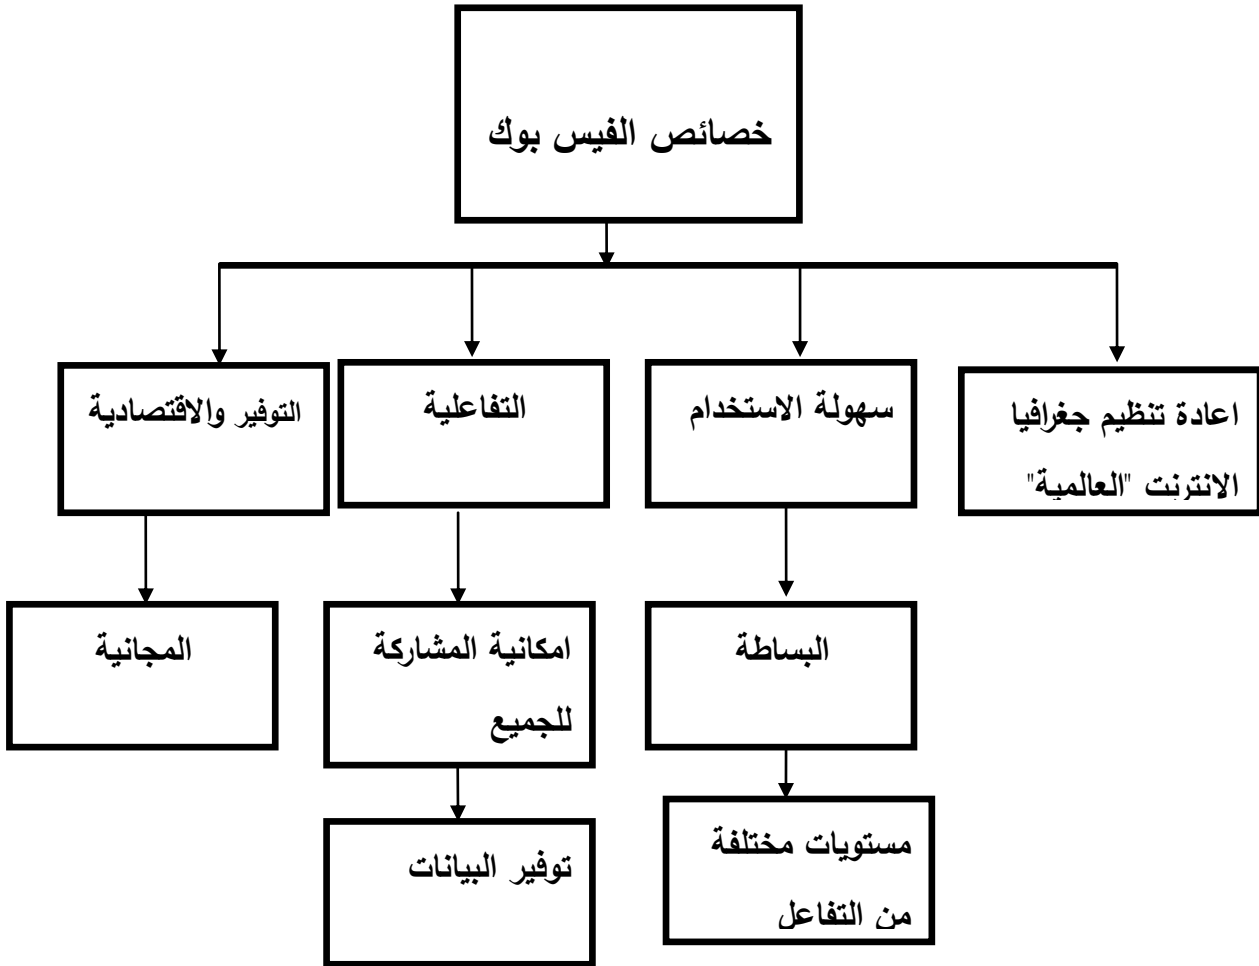 خصائص الفيس بوك
اعادة تنظيم جغرافيا
الانترنت "العالمية"
سهولة الاستخدام
التفاعلية
التوفير والاقتصادية
البساطة
امكانية المشاركة
للجميع
المجانية
مستويات مختلفة
من التفاعل
توفير البيانات